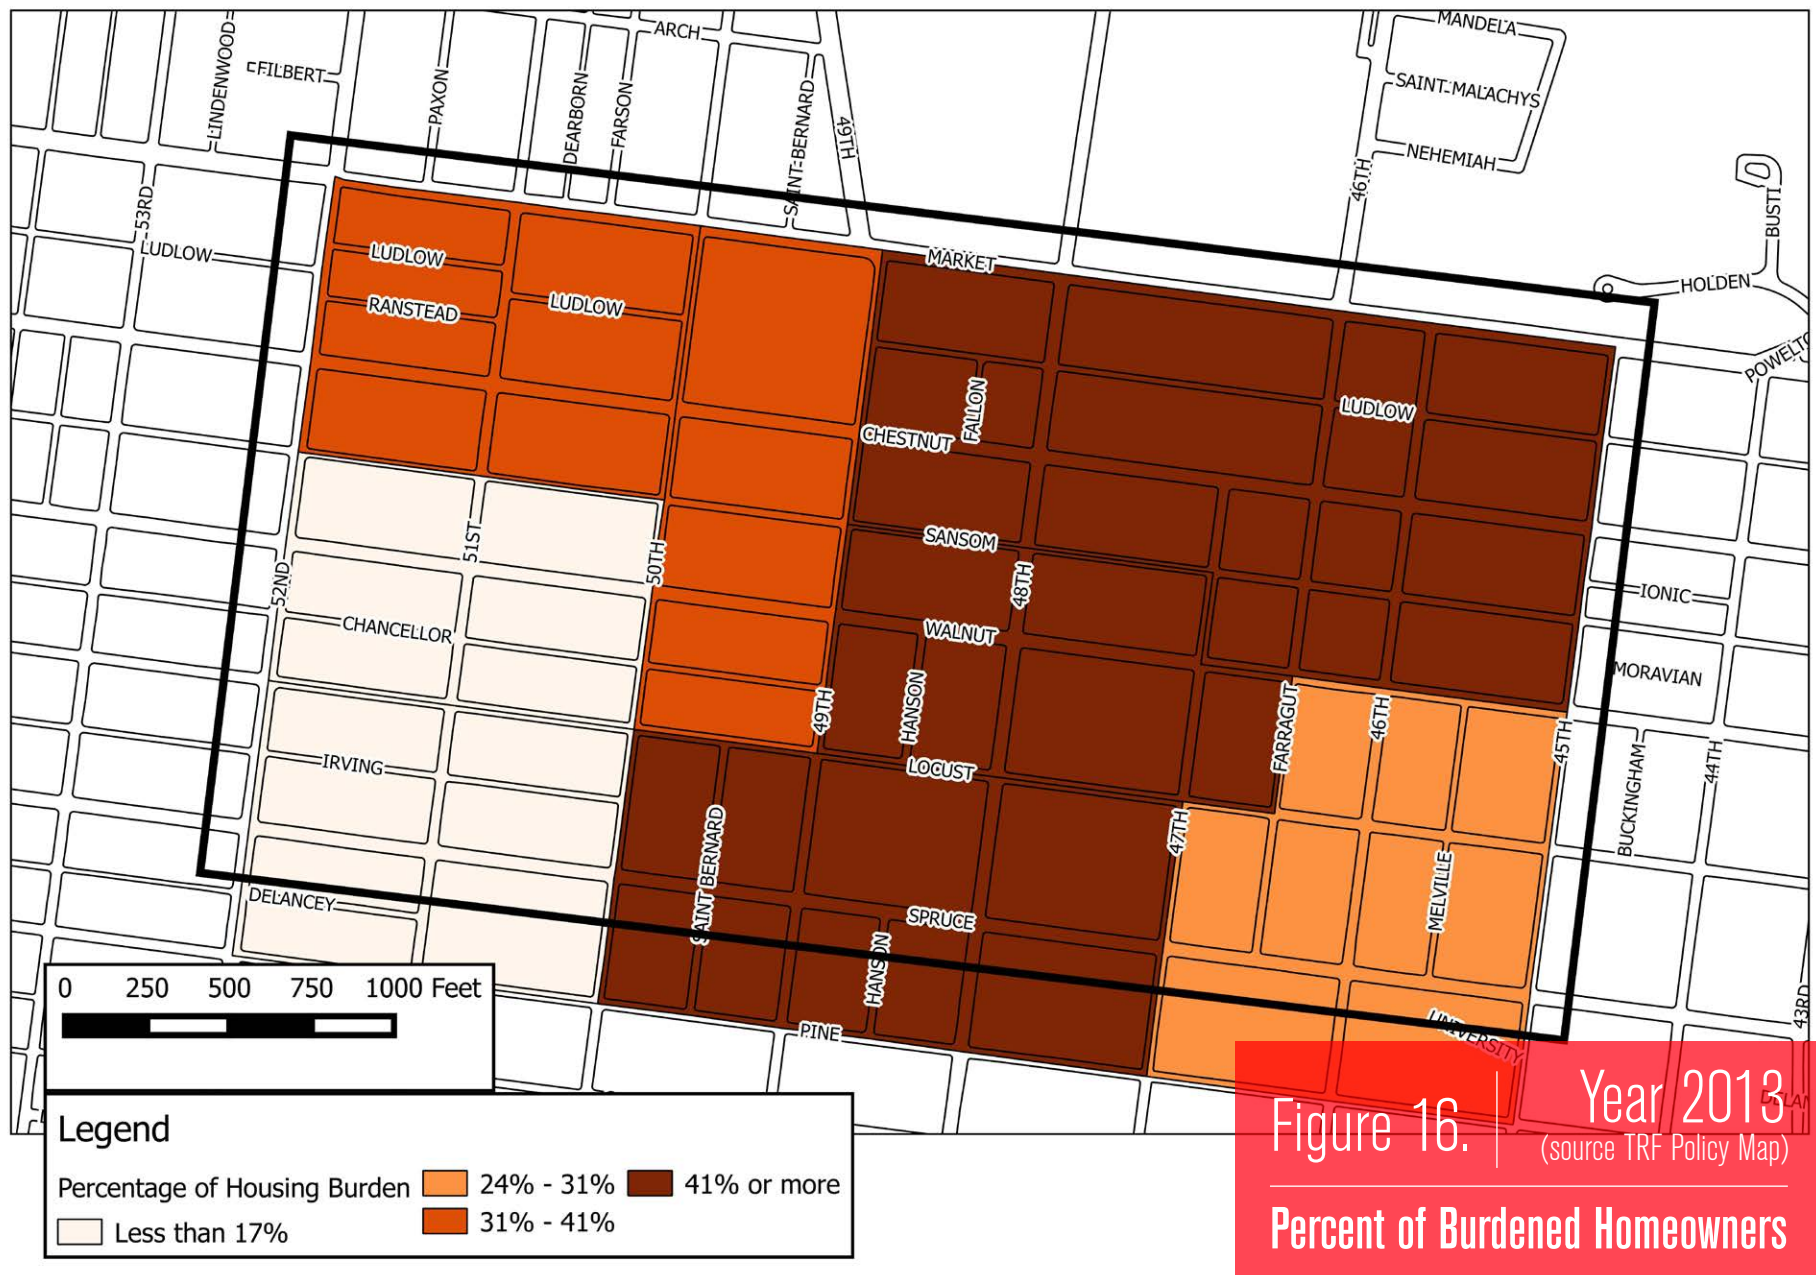 ARCH
MANDELA
LINDENWOOD
FILBERT
PAXON
DEARBORN
FARSON
SAINT BERNARD
49TH
SAINT MALACHYS
NEHEMIAH
46TH
BUSTI
53RD
LUDLOW
LUDLOW
MARKET
HOLDEN
RANSTEAD
LUDLOW
POWELTO
FALLON
LUDLOW
CHESTNUT
51ST
SANSOM
50TH
52ND
48TH
IONIC
CHANCELLOR
WALNUT
MORAVIAN
49TH
HANSON
FARRAGUT
46TH
45TH
IRVING
LOCUST
BUCKINGHAM
44TH
SAINT BERNARD
47TH
MELVILLE
DELANCEY
SPRUCE
HANSON
43RD
PINE
UNIVERSITY
DELAN
0 250 500 750 1000 Feet
Legend
Percentage of Housing Burden
Less than 17%
24% - 31%
31% - 41%
41% or more
Figure 16.
Year 2013
(source TRF Policy Map)
Percent of Burdened Homeowners